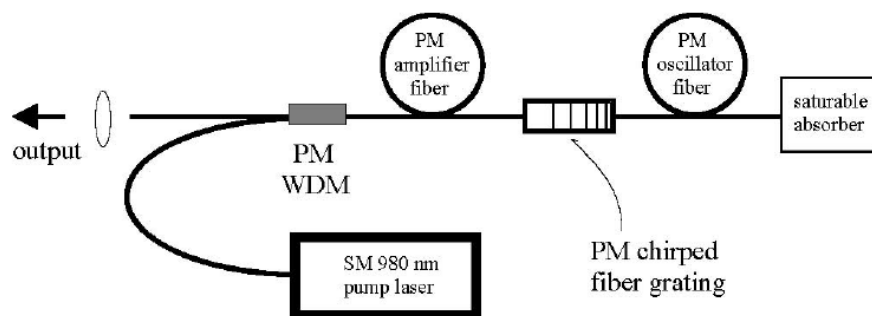 PM
amplifier
fiber
PM
oscillator
fiber
saturable
absorber
output
PM
WDM
SM 980 nm
pump laser
PM chirped
fiber grating